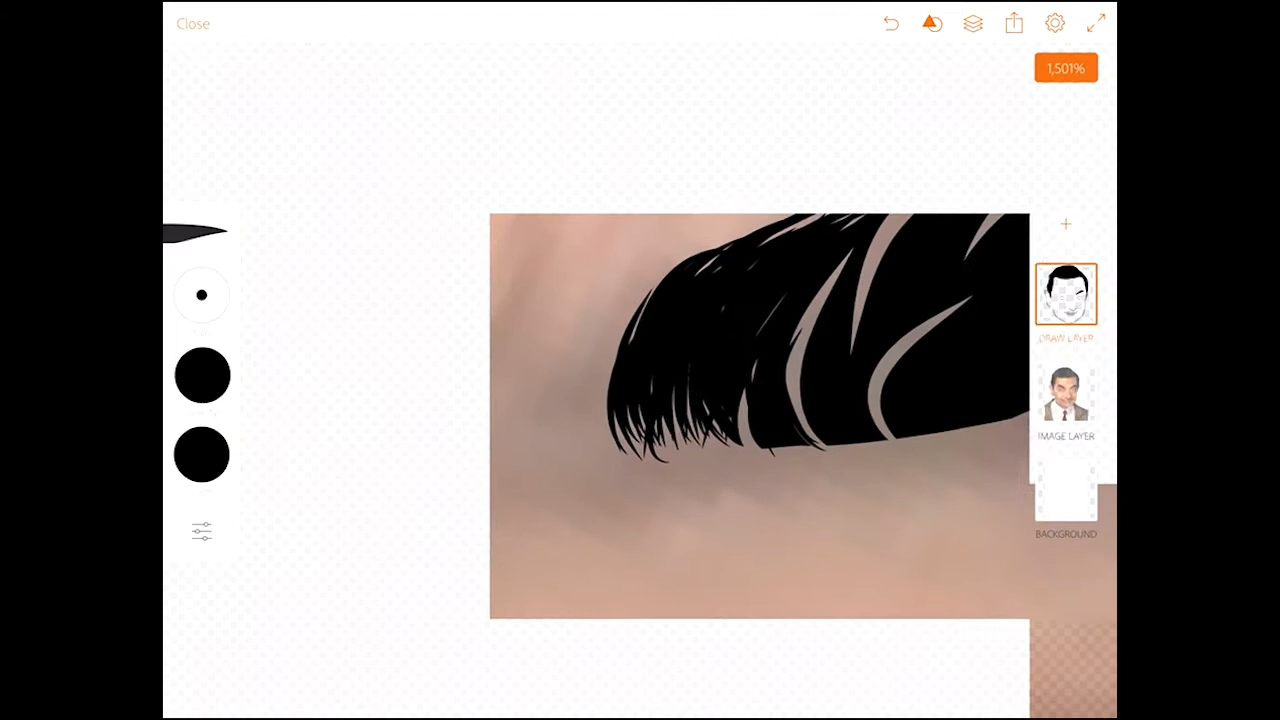 Close
1,501%
DRAW LAYER
IMAGE LAYER
BACKGROUND